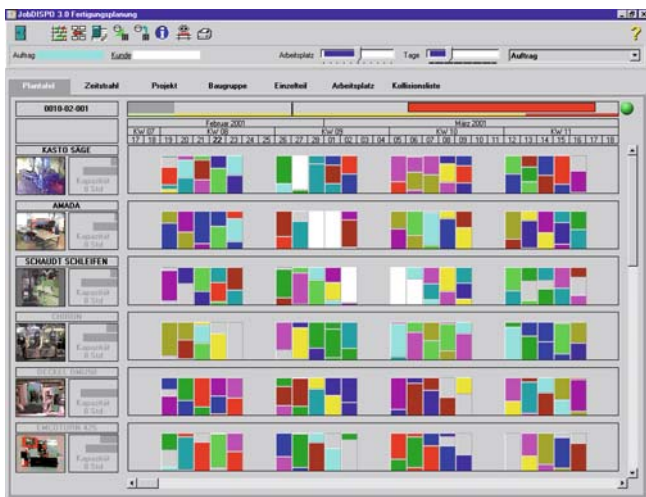 JobDISPO 3.0 Fertigungsplanung
Auftrag Kunde Arbeitsplatz Tage Auftrag
Plantafel Zeitstrahl Projekt Baugruppe Einzelteil Arbeitsplatz Kollisionsliste
0010-02-001
Februar 2001 März 2001
KW 07 KW 08 KW 09 KW 10 KW 11
17 18 19 20 21 22 23 24 25 26 27 28 01 02 03 04 05 06 07 08 09 10 11 12 13 14 15 16 17 18
KASTO SÄGE
Kapazität
8 Std
AMADA
Kapazität
8 Std
SCHAUDT SCHLEIFEN
Kapazität
8 Std
CHIRON
Kapazität
8 Std
Kapazität
8 Std
EMCOTURN 425
Kapazität
8 Std